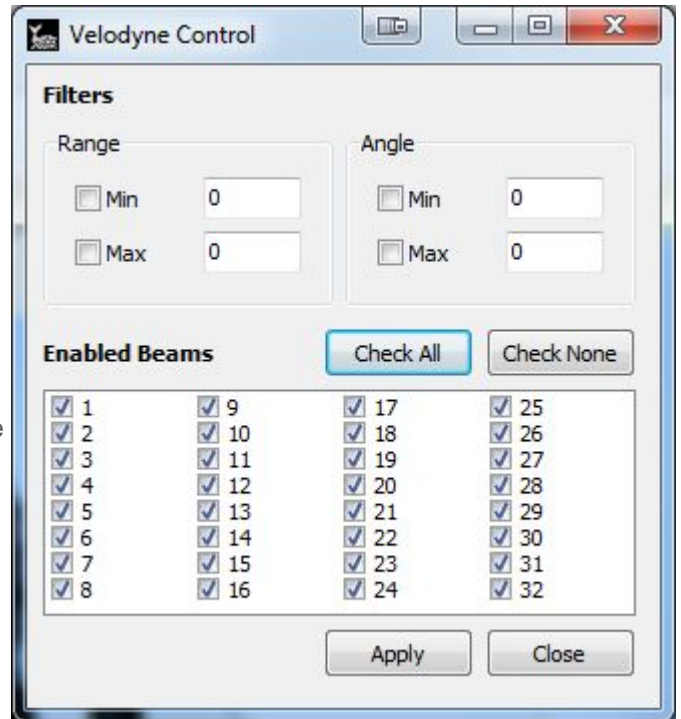 Velodyne Control
Filters
Range
Angle
Min 0
Min 0
Max 0
Max 0
Enabled Beams
Check All
Check None
1 9 17 25
2 10 18 26
3 11 19 27
4 12 20 28
5 13 21 29
6 14 22 30
7 15 23 31
8 16 24 32
Apply
Close